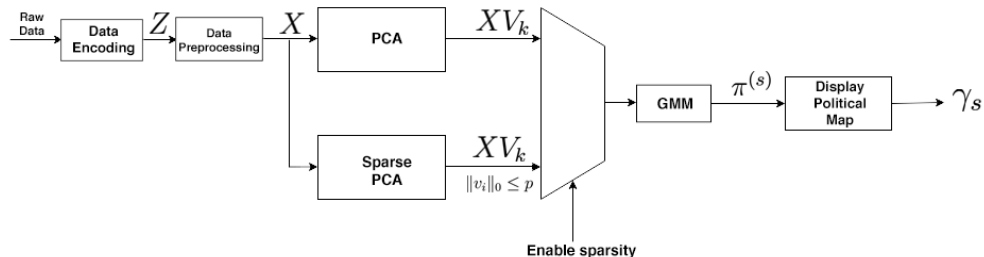 Raw
Data
Data
Encoding
Z
Data
Preprocessing
X
PCA
XV_k
Sparse
PCA
XV_k
‖v_i‖_0 ≤ p
Enable sparsity
GMM
π^{(s)}
Display
Political
Map
γ_s